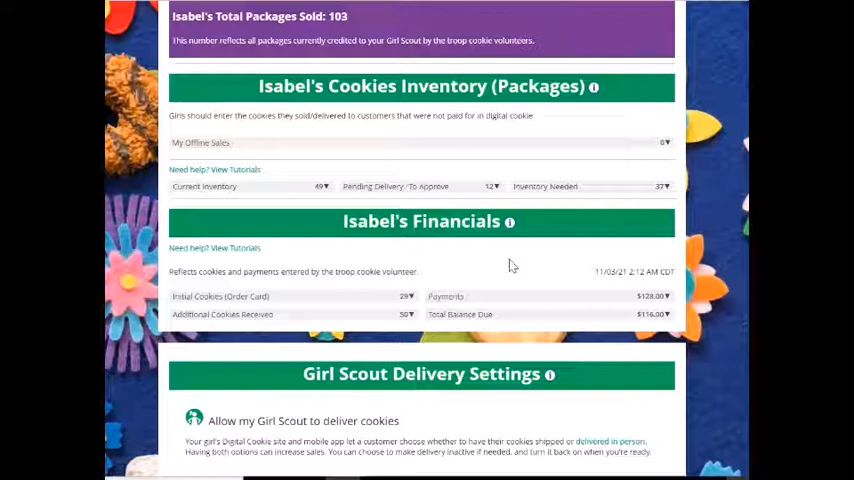 Isabel's Total Packages Sold: 103
This number reflects all packages currently credited to your Girl Scout by the troop cookie volunteers.
Isabel's Cookies Inventory (Packages)
Girls should enter the cookies they sold/delivered to customers that were not paid for in digital cookie.
My Offline Sales 0▼
Need help? View Tutorials
Current Inventory 49▼ Pending Delivery /To Approve 12▼ Inventory Needed 37▼
Isabel's Financials
Need help? View Tutorials
Reflects cookies and payments entered by the troop cookie volunteer. 11/03/21 2:12 AM CDT
Initial Cookies (Order Card) 29▼ Payments $128.00▼
Additional Cookies Received 50▼ Total Balance Due $116.00▼
Girl Scout Delivery Settings
Allow my Girl Scout to deliver cookies
Your girl's Digital Cookie site and mobile app let a customer choose whether to have their cookies shipped or delivered in person.
Having both options can increase sales. You can choose to make delivery inactive if needed, and turn it back on when you're ready.